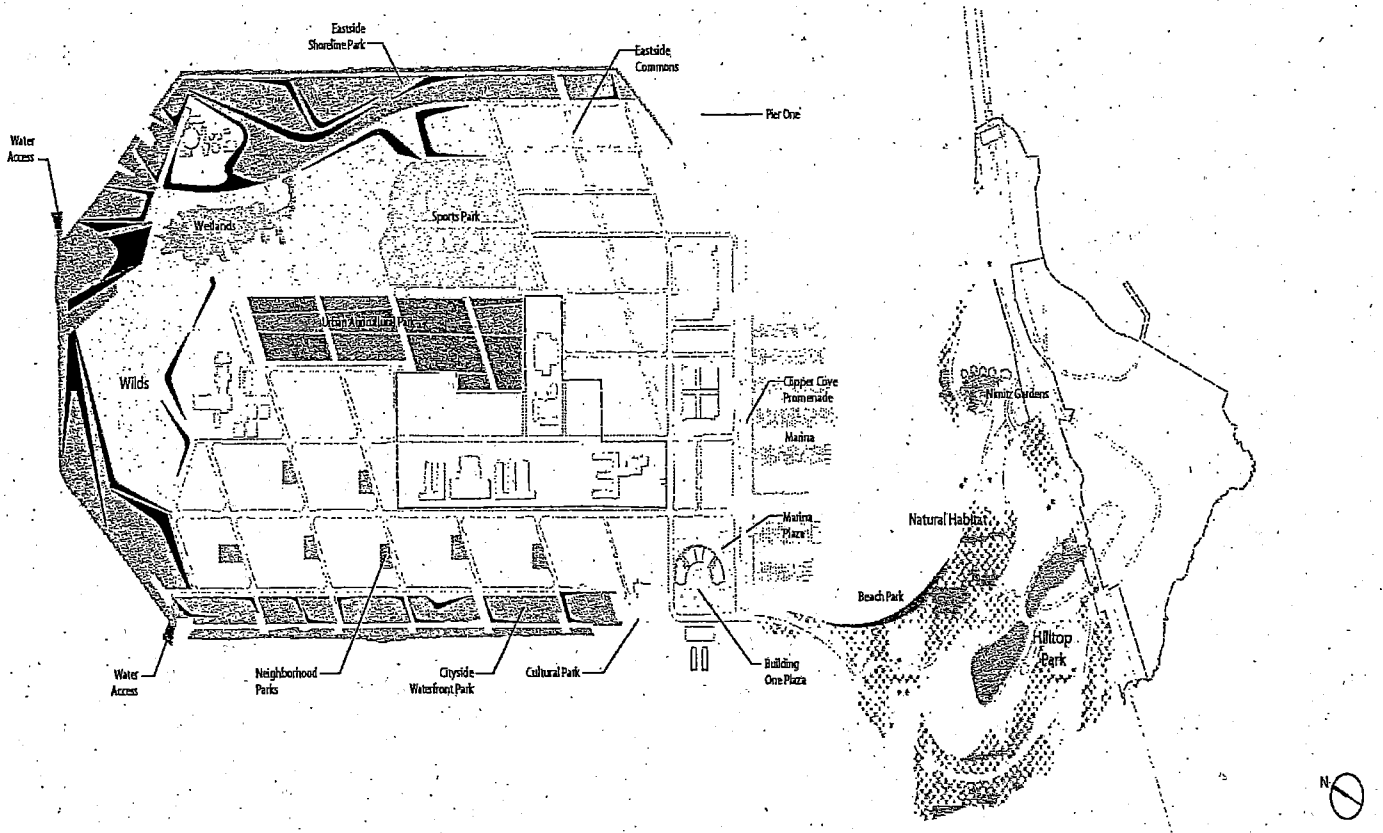 Eastside
Shoreline Park
Eastside
Commons
Pier One
Water
Access
Wetlands
Sports Park
Urban Agricultural Park
Wilds
Clipper Cove
Promenade
Nimitz Gardens
Marina
Natural Habitat
Marina
Plaza
Beach Park
Hilltop
Park
Water
Access
Neighborhood
Parks
Cityside
Waterfront Park
Cultural Park
Building
One Plaza
N